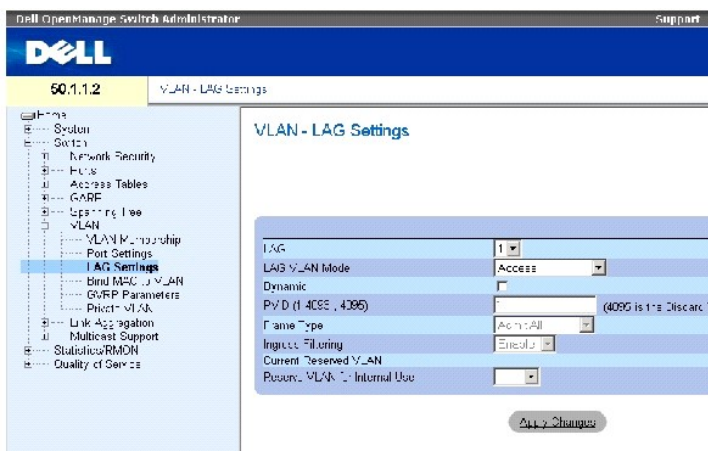 Dell OpenManage Switch Administrator
Support
DELL
50.1.1.2
VLAN - LAG Settings
Home
System
Switch
Network Security
Ports
Address Tables
GARP
Spanning Tree
VLAN
VLAN Membership
Port Settings
LAG Settings
Bind MAC to VLAN
GVRP Parameters
Private VLAN
Link Aggregation
Multicast Support
Statistics/RMON
Quality of Service
VLAN - LAG Settings
LAG
1
LAG VLAN Mode
Access
Dynamic
PVID (1-4093, 4095)
(4095 is the Discard
Frame Type
AdmitAll
Ingress Filtering
Enable
Current Reserved VLAN
Reserve VLAN for Internal Use
Apply Changes